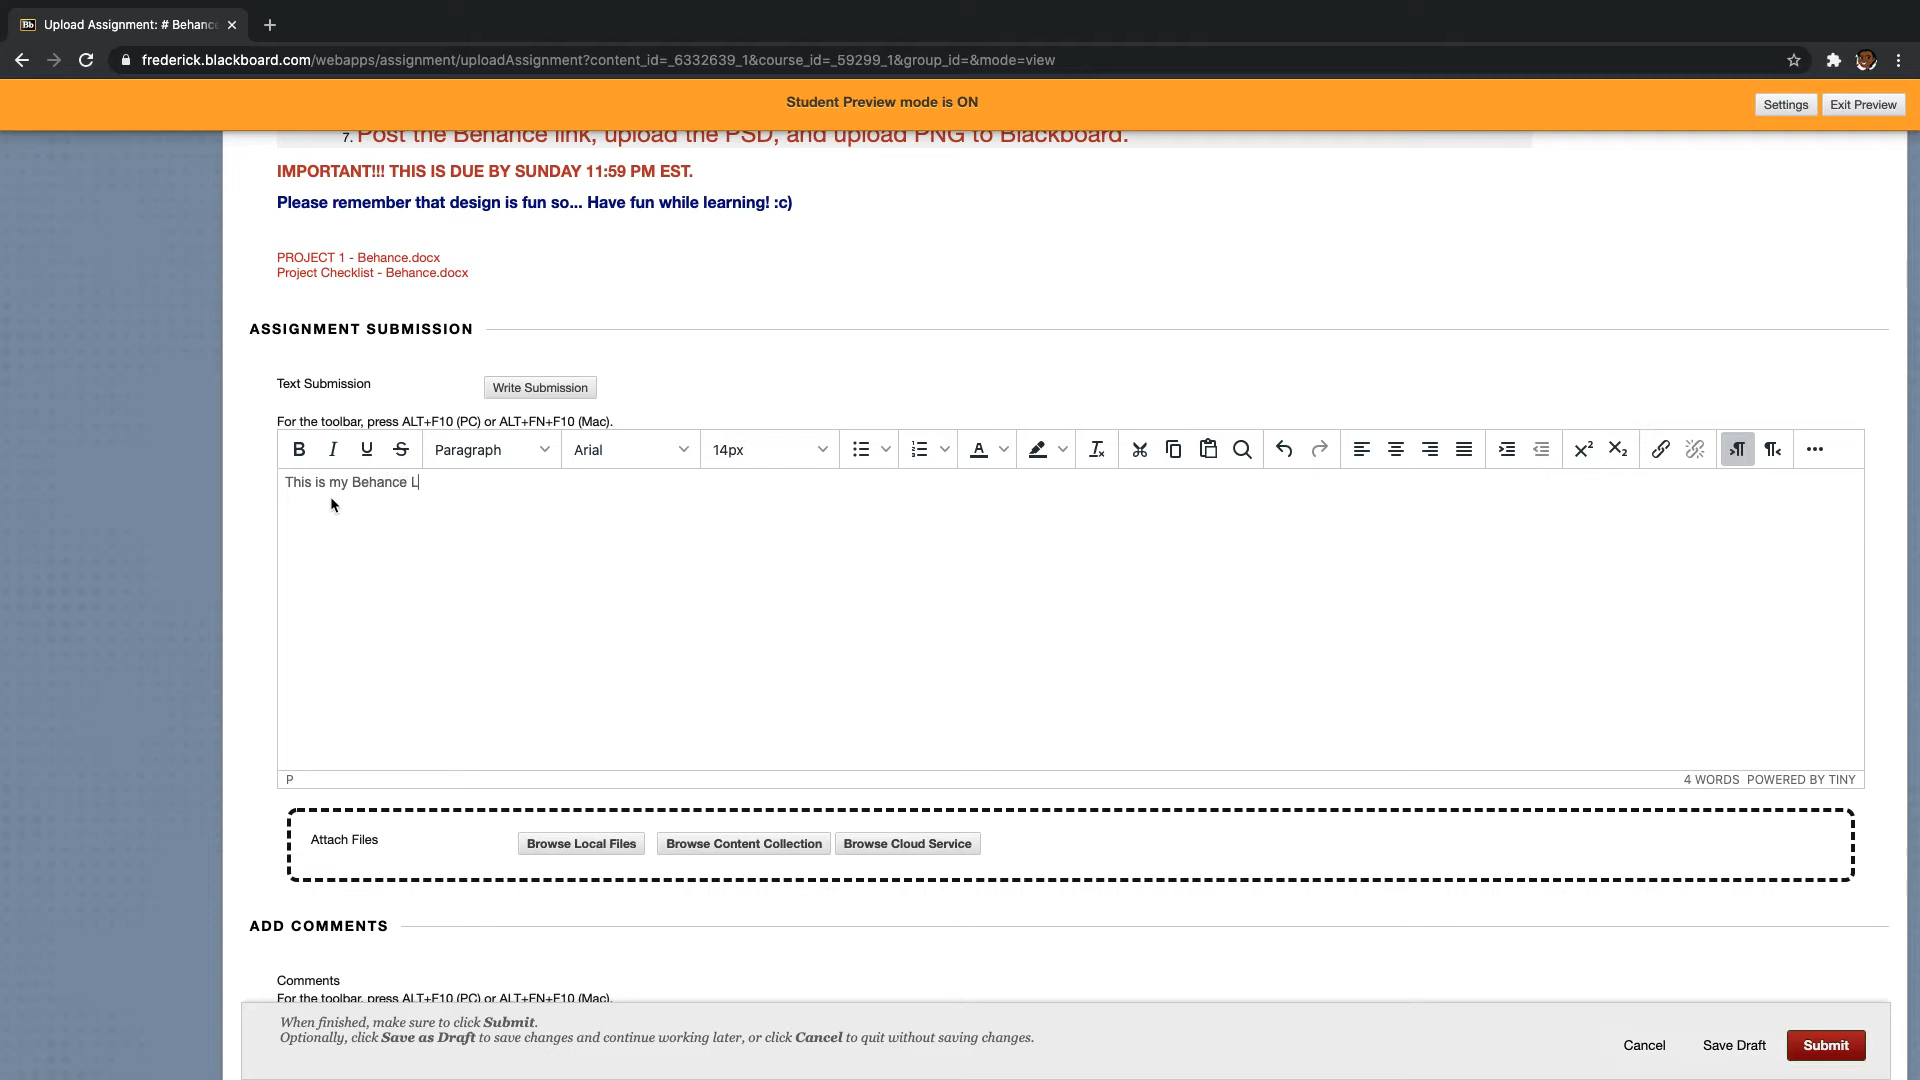 Bb Upload Assignment: # Behance
frederick.blackboard.com/webapps/assignment/uploadAssignment?content_id=_6332639_1&course_id=_59299_1&group_id=&mode=view
Student Preview mode is ON
Settings
Exit Preview
7. Post the Behance link, upload the PSD, and upload PNG to Blackboard.
IMPORTANT!!! THIS IS DUE BY SUNDAY 11:59 PM EST.
Please remember that design is fun so... Have fun while learning! :c)
PROJECT 1 - Behance.docx
Project Checklist - Behance.docx
ASSIGNMENT SUBMISSION
Text Submission
Write Submission
For the toolbar, press ALT+F10 (PC) or ALT+FN+F10 (Mac).
B I U S Paragraph Arial 14px
This is my Behance L
P
4 WORDS POWERED BY TINY
Attach Files
Browse Local Files
Browse Content Collection
Browse Cloud Service
ADD COMMENTS
Comments
For the toolbar, press ALT+F10 (PC) or ALT+FN+F10 (Mac).
When finished, make sure to click Submit.
Optionally, click Save as Draft to save changes and continue working later, or click Cancel to quit without saving changes.
Cancel
Save Draft
Submit